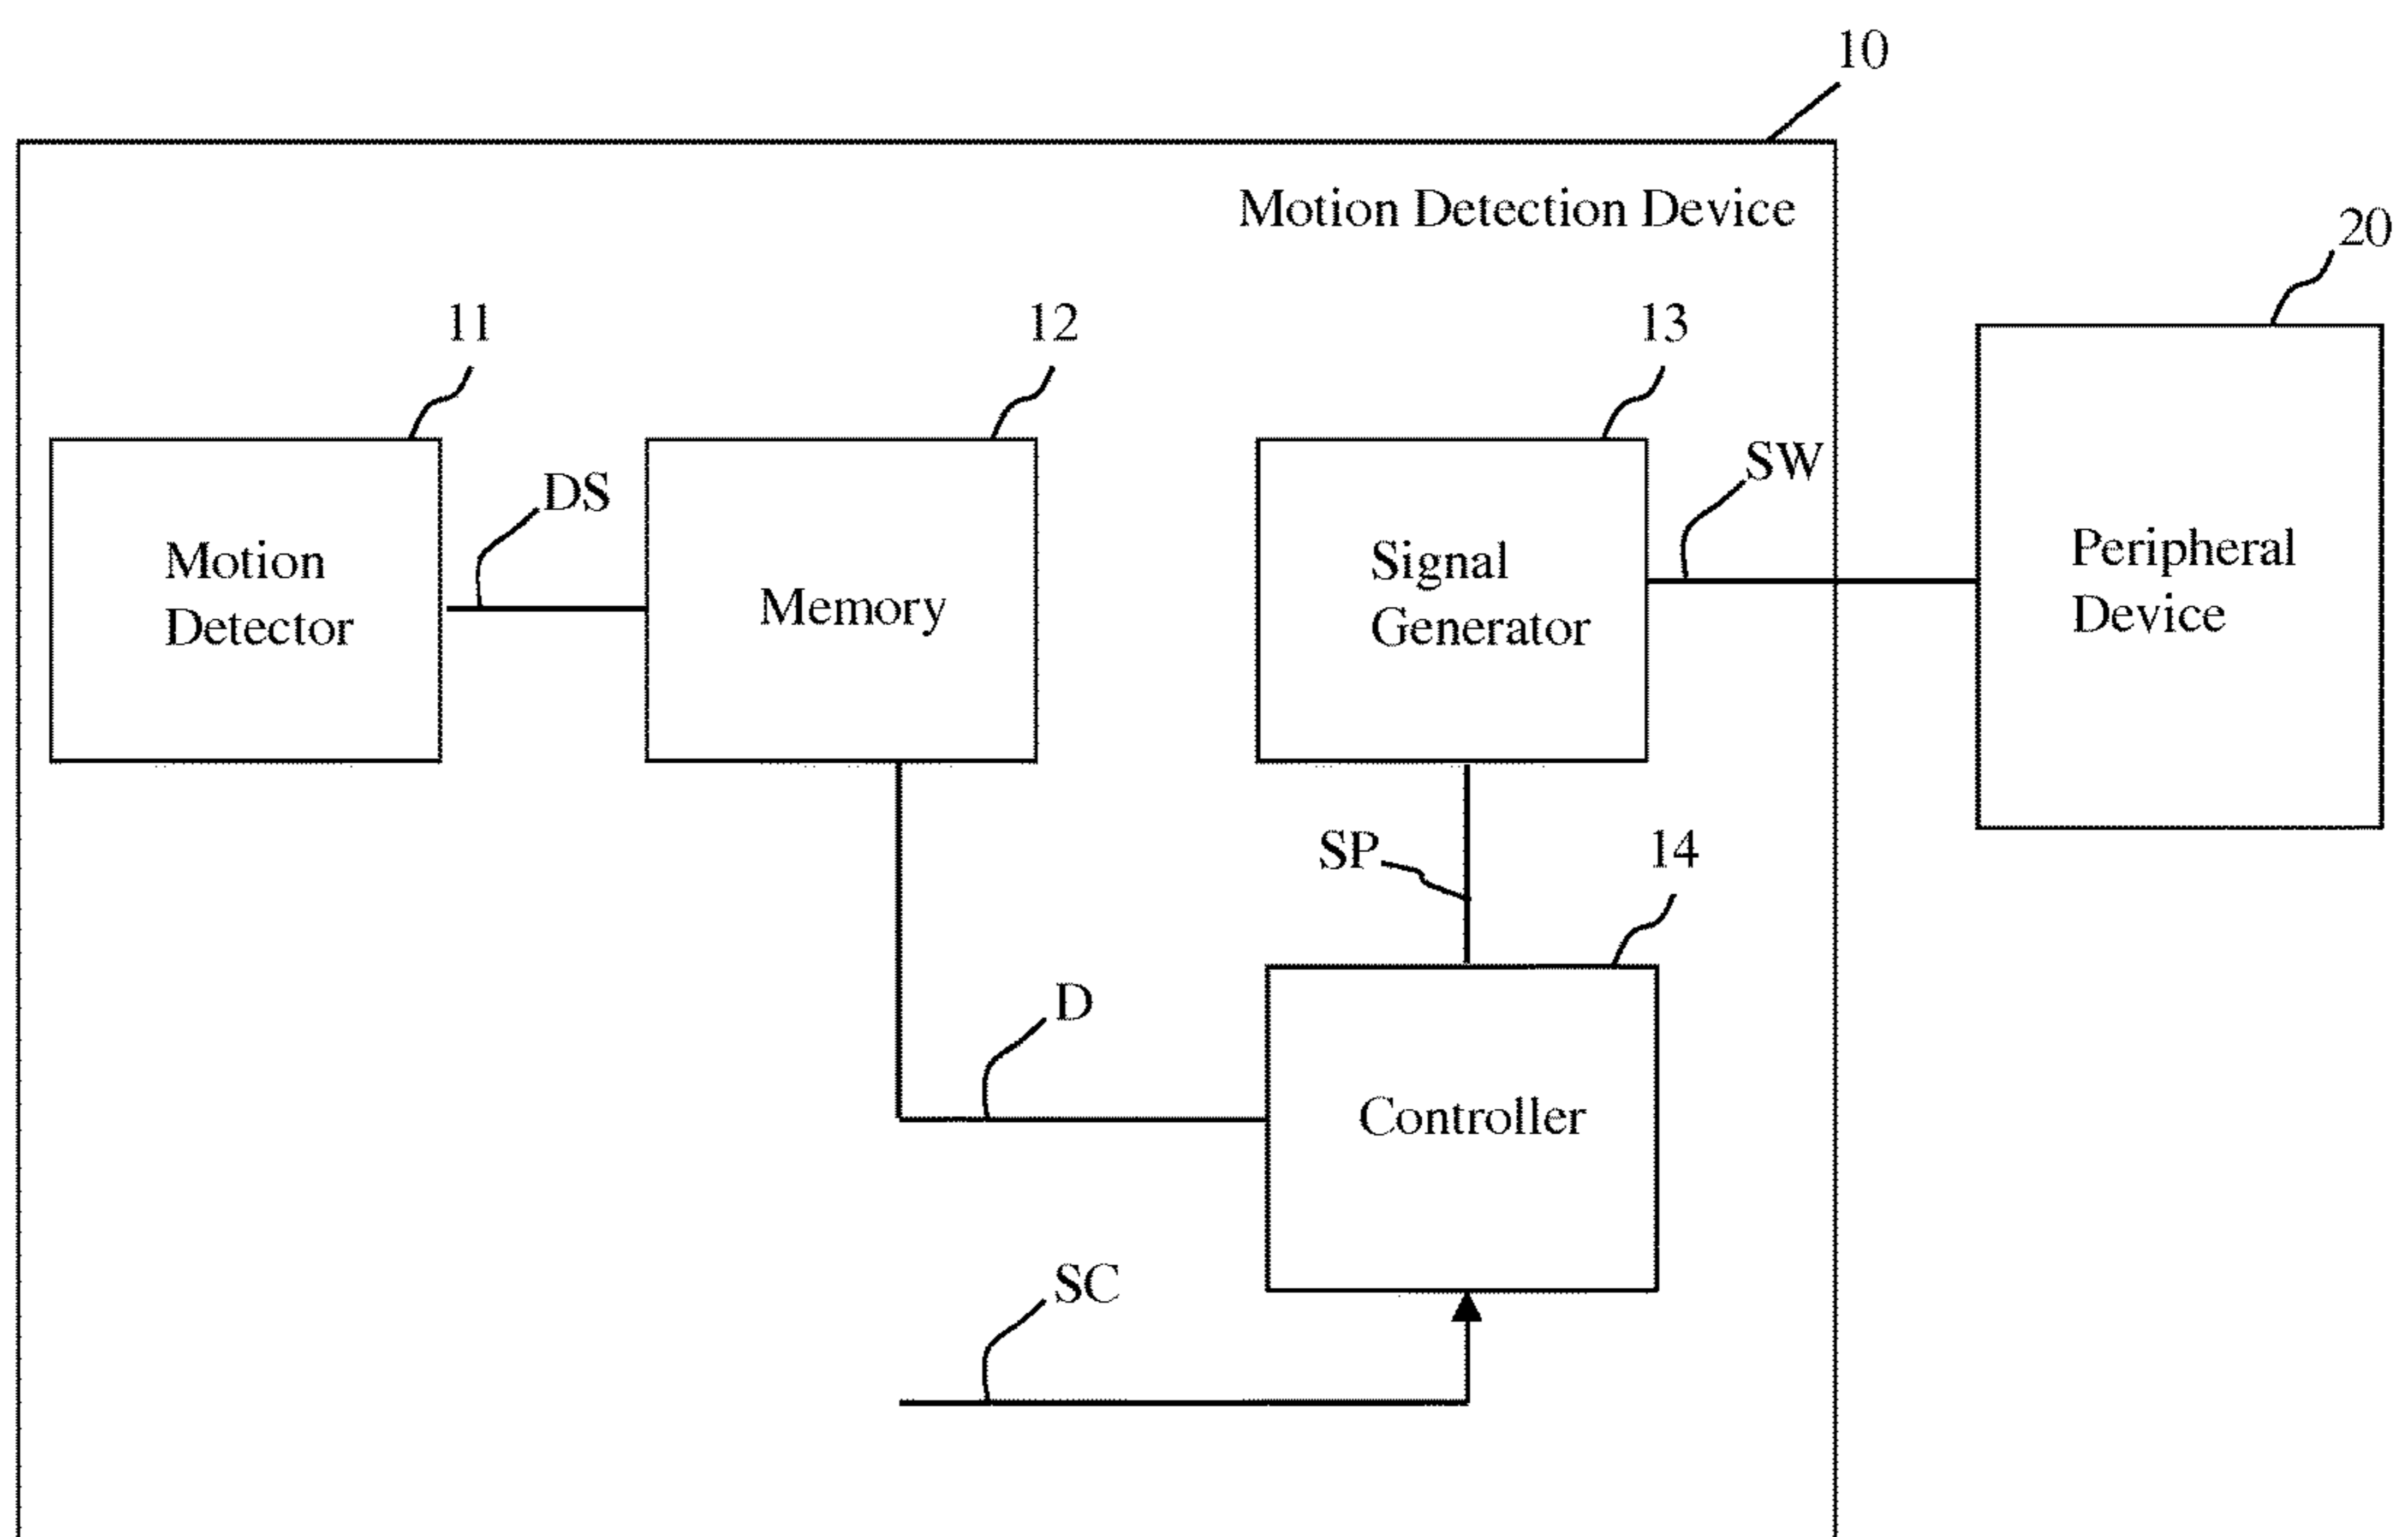 10
Motion Detection Device
20
11
12
13
DS
SW
Motion
Detector
Memory
Signal
Generator
Peripheral
Device
SP
14
D
Controller
SC